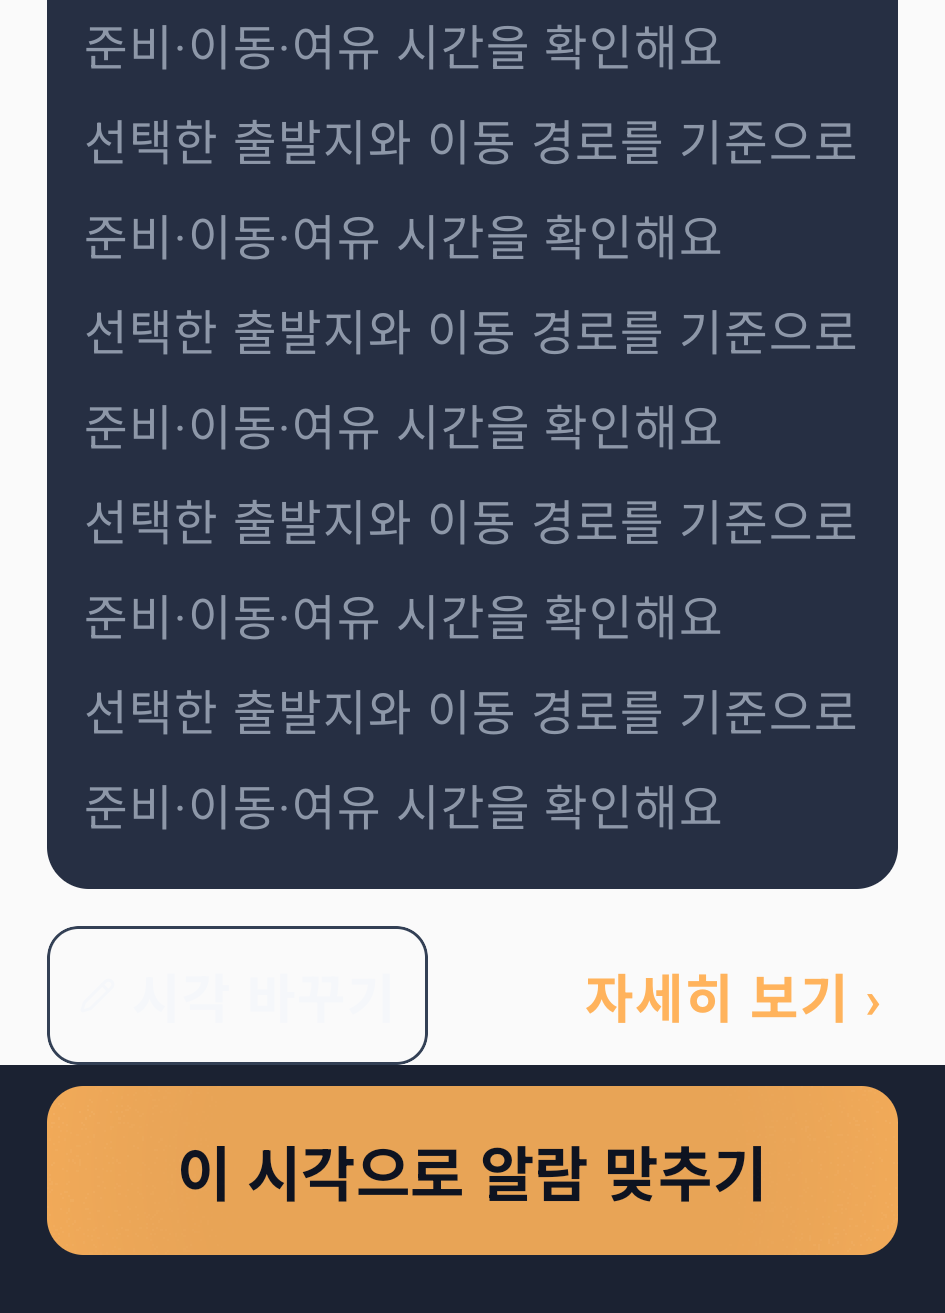 준비·이동·여유 시간을 확인해요
선택한 출발지와 이동 경로를 기준으로
준비·이동·여유 시간을 확인해요
선택한 출발지와 이동 경로를 기준으로
준비·이동·여유 시간을 확인해요
선택한 출발지와 이동 경로를 기준으로
준비·이동·여유 시간을 확인해요
선택한 출발지와 이동 경로를 기준으로
준비·이동·여유 시간을 확인해요
시각 바꾸기
자세히 보기 ›
이 시각으로 알람 맞추기